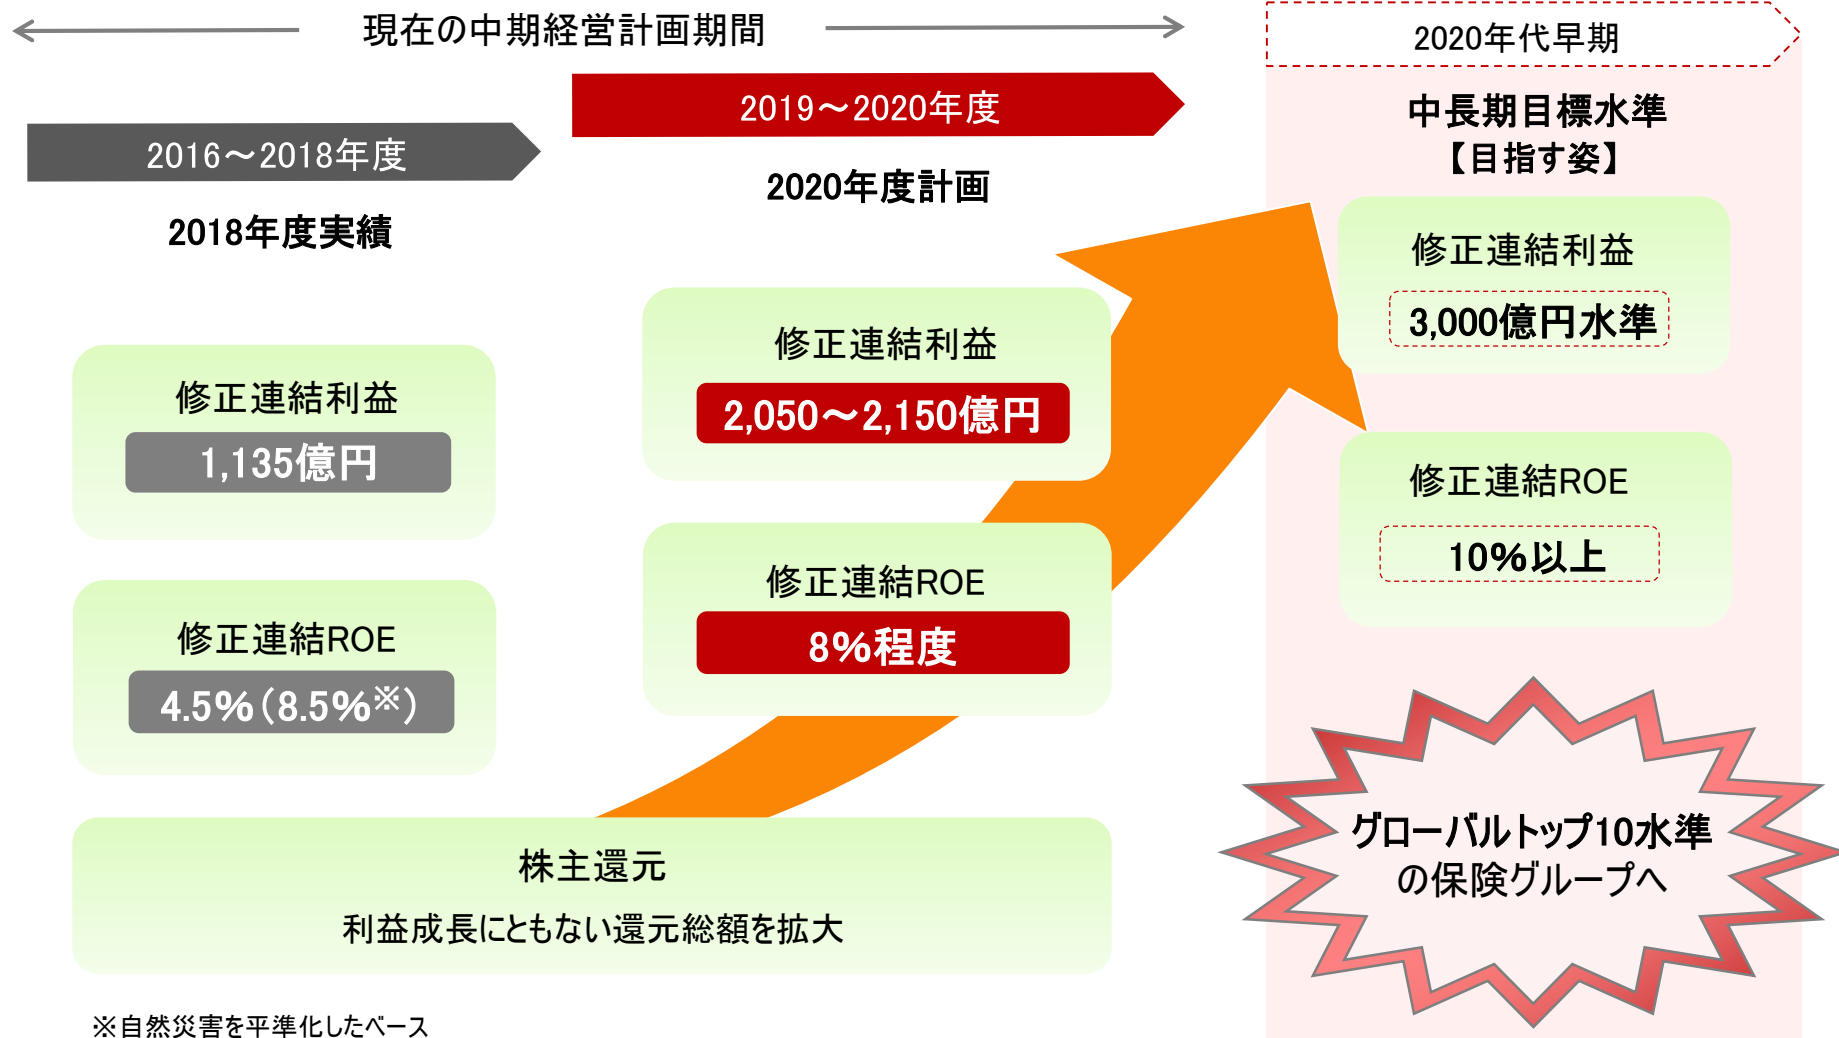 現在の中期経営計画期間
2016～2018年度
2018年度実績
修正連結利益
1,135億円
修正連結ROE
4.5%（8.5%※）
2019～2020年度
2020年度計画
修正連結利益
2,050～2,150億円
修正連結ROE
8%程度
株主還元
利益成長にともない還元総額を拡大
※自然災害を平準化したベース
2020年代早期
中長期目標水準
【目指す姿】
修正連結利益
3,000億円水準
修正連結ROE
10%以上
グローバルトップ10水準
の保険グループへ